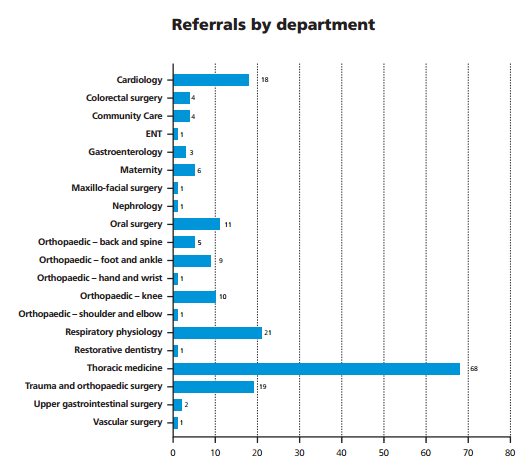 Referrals by department
Cardiology 18
Colorectal surgery 4
Community Care 4
ENT 1
Gastroenterology 3
Maternity 6
Maxillo-facial surgery 1
Nephrology 1
Oral surgery 11
Orthopaedic – back and spine 5
Orthopaedic – foot and ankle 9
Orthopaedic – hand and wrist 1
Orthopaedic – knee 10
Orthopaedic – shoulder and elbow 1
Respiratory physiology 21
Restorative dentistry 1
Thoracic medicine 68
Trauma and orthopaedic surgery 19
Upper gastrointestinal surgery 2
Vascular surgery 1
0 10 20 30 40 50 60 70 80